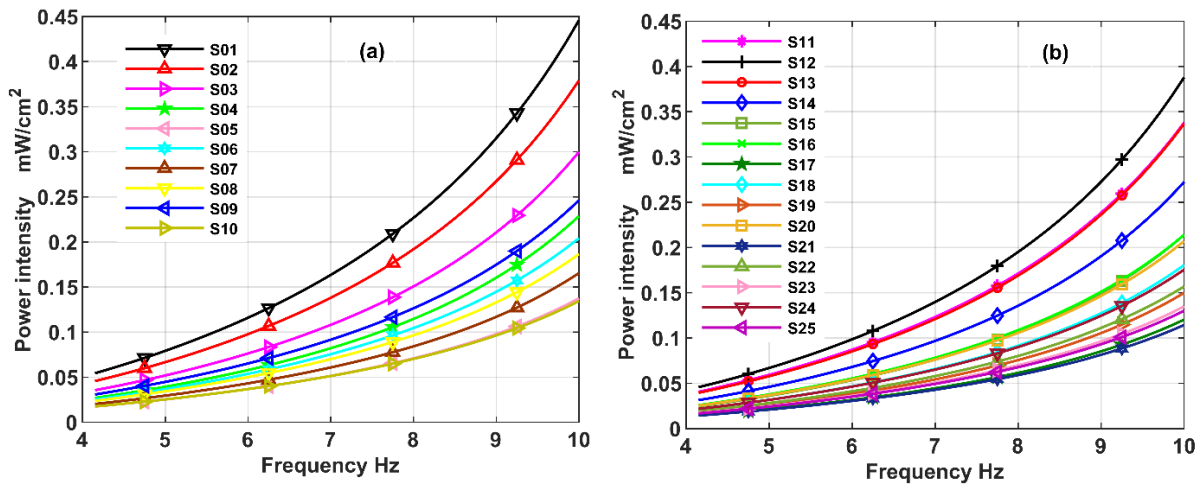 (a)
Power intensity mW/cm²
0.45
0.4
0.35
0.3
0.25
0.2
0.15
0.1
0.05
0
S01
S02
S03
S04
S05
S06
S07
S08
S09
S10
4 5 6 7 8 9 10
Frequency Hz
(b)
Power intensity mW/cm²
0.45
0.4
0.35
0.3
0.25
0.2
0.15
0.1
0.05
0
S11
S12
S13
S14
S15
S16
S17
S18
S19
S20
S21
S22
S23
S24
S25
4 5 6 7 8 9 10
Frequency Hz